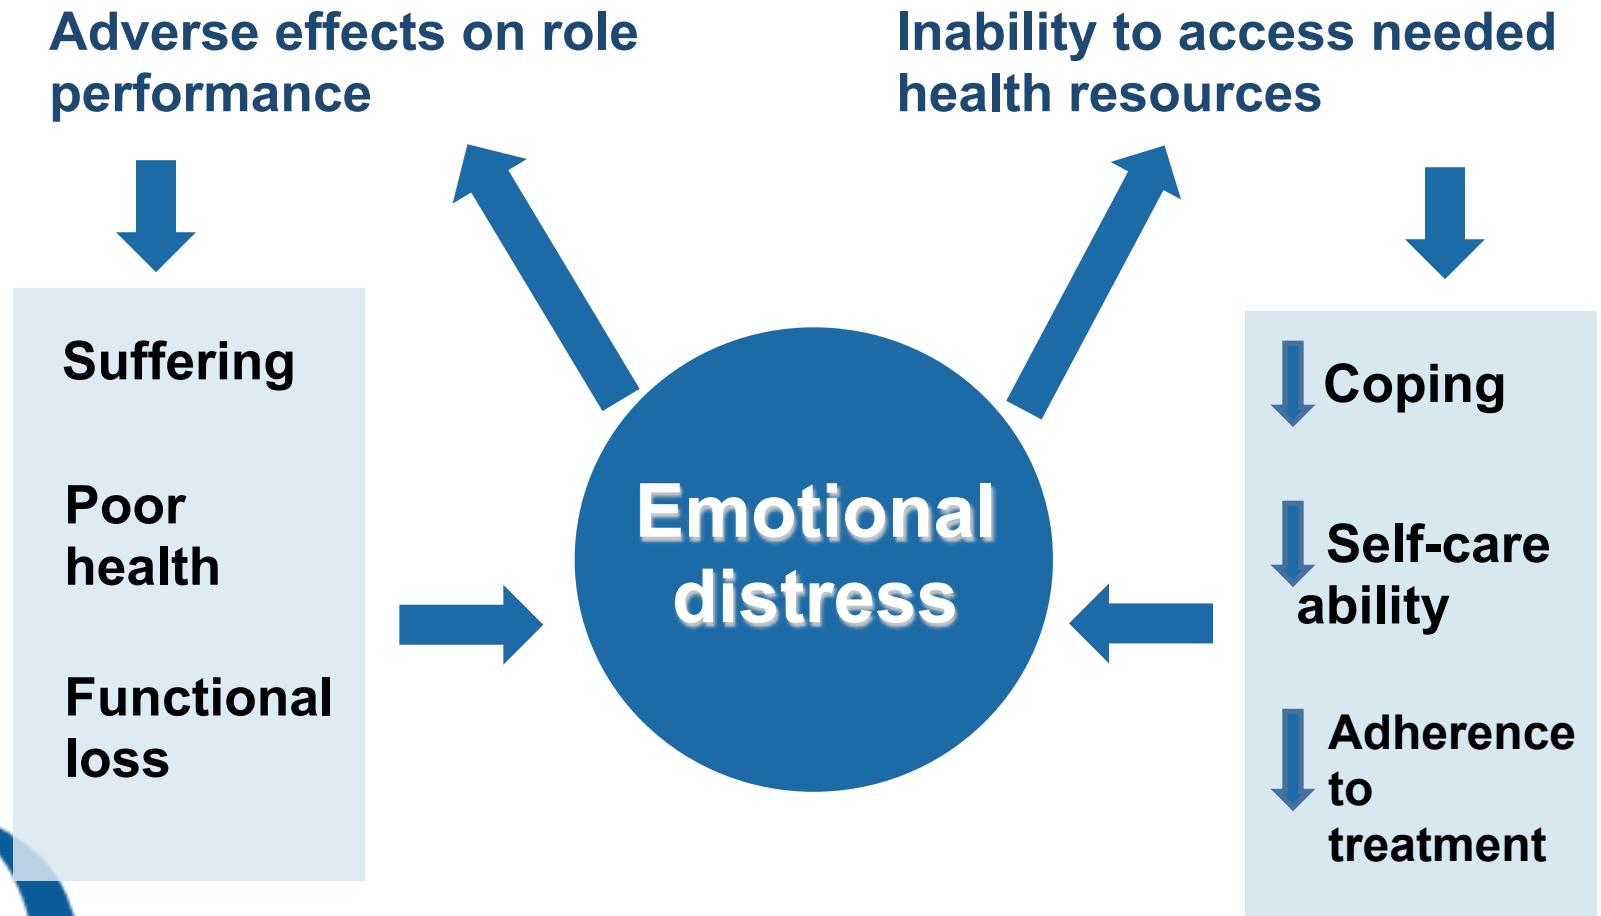 Adverse effects on role
performance
Inability to access needed
health resources
Suffering
Poor
health
Functional
loss
Emotional
distress
Coping
Self-care
ability
Adherence
to
treatment